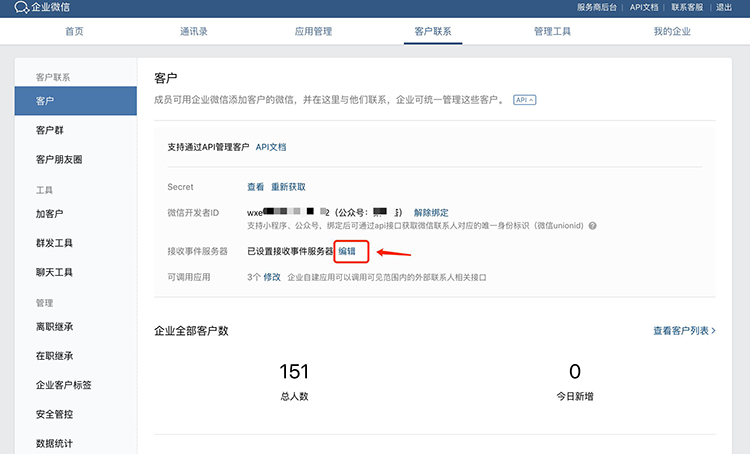 企业微信
服务商后台 | API文档 | 联系客服 | 退出
首页 通讯录 应用管理 客户联系 管理工具 我的企业
客户联系
客户
客户群
客户朋友圈
工具
加客户
群发工具
聊天工具
管理
离职继承
在职继承
企业客户标签
安全管控
数据统计
客户
成员可用企业微信添加客户的微信，并在这里与他们联系，企业可统一管理这些客户。 API
支持通过API管理客户 API文档
Secret 查看 重新获取
微信开发者ID wxe 2（公众号： ） 解除绑定
支持小程序、公众号，绑定后可通过api接口获取微信联系人对应的唯一身份标识（微信unionid） ?
接收事件服务器 已设置接收事件服务器 编辑
可调用应用 3个 修改 企业自建应用可以调用可见范围内的外部联系人相关接口
企业全部客户数 查看客户列表
151 0
总人数 今日新增